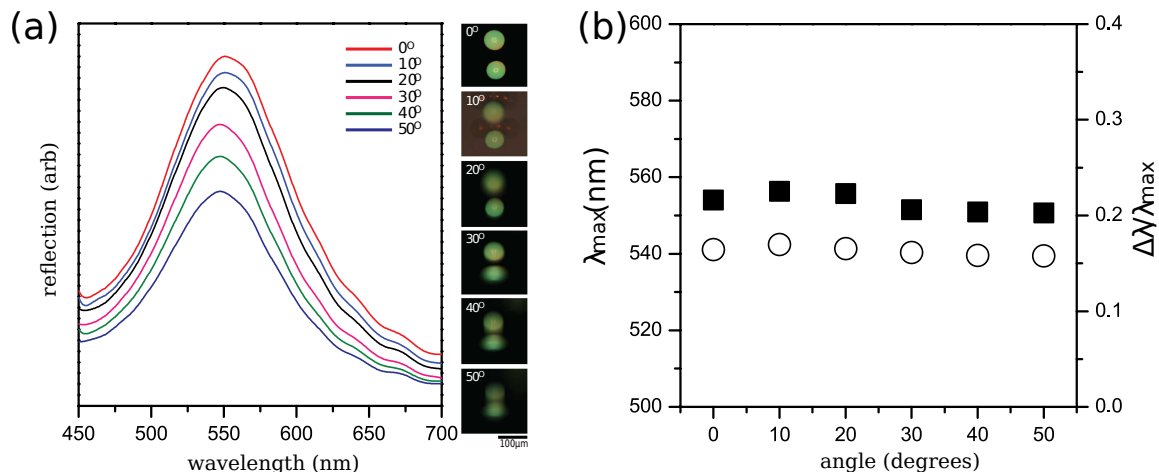 (a)
reflection (arb)
0°
10°
20°
30°
40°
50°
450 500 550 600 650 700
wavelength (nm)
0°
10°
20°
30°
40°
50°
100μm
(b)
λmax(nm)
600
580
560
540
520
500
0 10 20 30 40 50
angle (degrees)
0.4
0.3
0.2
0.1
0.0
Δλ/λmax